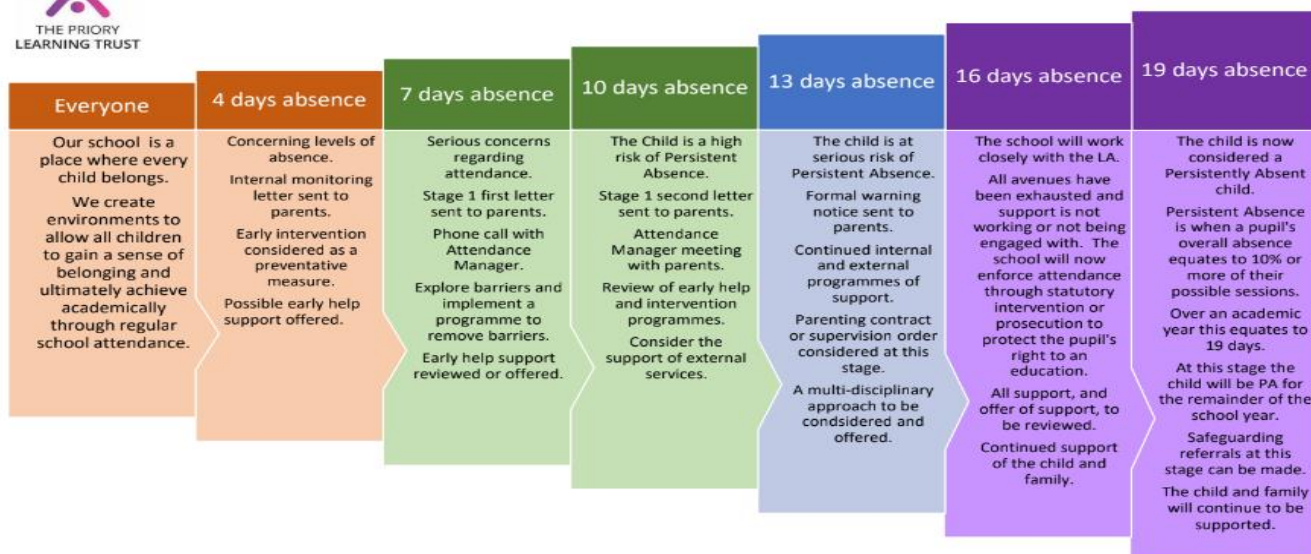 THE PRIORY
LEARNING TRUST
Everyone
Our school is a
place where every
child belongs.
We create
environments to
allow all children
to gain a sense of
belonging and
ultimately achieve
academically
through regular
school attendance.
4 days absence
Concerning levels of
absence.
Internal monitoring
letter sent to
parents.
Early intervention
considered as a
preventative
measure.
Possible early help
support offered.
7 days absence
Serious concerns
regarding
attendance.
Stage 1 first letter
sent to parents.
Phone call with
Attendance
Manager.
Explore barriers and
implement a
programme to
remove barriers.
Early help support
reviewed or offered.
10 days absence
The Child is a high
risk of Persistent
Absence.
Stage 1 second letter
sent to parents.
Attendance
Manager meeting
with parents.
Review of early help
and intervention
programmes.
Consider the
support of external
services.
13 days absence
The child is at
serious risk of
Persistent Absence.
Formal warning
notice sent to
parents.
Continued internal
and external
programmes of
support.
Parenting contract
or supervision order
considered at this
stage.
A multi-disciplinary
approach to be
condsidered and
offered.
16 days absence
The school will work
closely with the LA.
All avenues have
been exhausted and
support is not
working or not being
engaged with. The
school will now
enforce attendance
through statutory
intervention or
prosecution to
protect the pupil's
right to an
education.
All support, and
offer of support, to
be reviewed.
Continued support
of the child and
family.
19 days absence
The child is now
considered a
Persistently Absent
child.
Persistent Absence
is when a pupil's
overall absence
equates to 10% or
more of their
possible sessions.
Over an academic
year this equates to
19 days.
At this stage the
child will be PA for
the remainder of the
school year.
Safeguarding
referrals at this
stage can be made.
The child and family
will continue to be
supported.